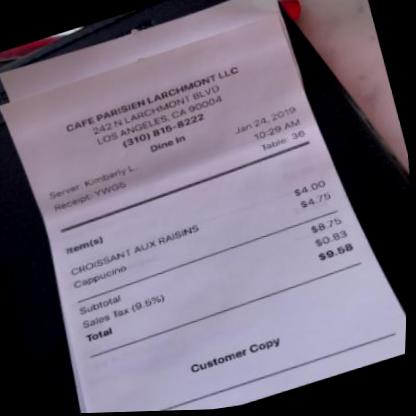 CAFE PARISIEN LARCHMONT LLC
242 N LARCHMONT BLVD
LOS ANGELES, CA 90004
(310) 815-8222
Dine In
Server: Kimberly L. Jan 24, 2019
Receipt: YWG5 10:29 AM
Table: 36
Item(s)
CROISSANT AUX RAISINS $4.00
Cappucino $4.75
Subtotal $8.75
Sales Tax (9.5%) $0.83
Total $9.58
Customer Copy